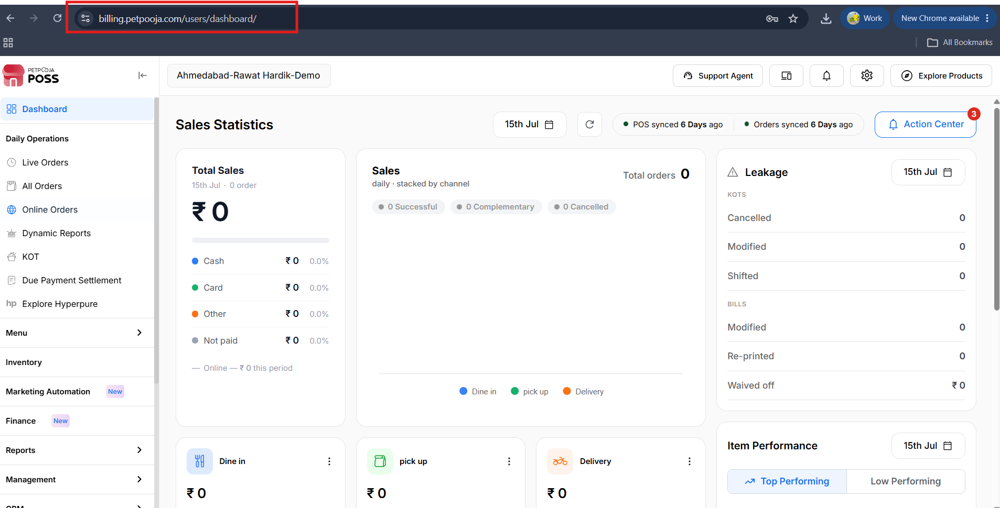 billing.petpooja.com/users/dashboard/
Work
New Chrome available
All Bookmarks
PETPOOJA
POSS
Ahmedabad-Rawat Hardik-Demo
Support Agent
Explore Products
Dashboard
Daily Operations
Live Orders
All Orders
Online Orders
Dynamic Reports
KOT
Due Payment Settlement
hp Explore Hyperpure
Menu
Inventory
Marketing Automation New
Finance New
Reports
Management
CRM
Sales Statistics
15th Jul
POS synced 6 Days ago
Orders synced 6 Days ago
Action Center
3
Total Sales
15th Jul · 0 order
₹ 0
Cash ₹ 0 0.0%
Card ₹ 0 0.0%
Other ₹ 0 0.0%
Not paid ₹ 0 0.0%
— Online — ₹ 0 this period
Sales
daily · stacked by channel
Total orders 0
0 Successful
0 Complementary
0 Cancelled
Dine in
pick up
Delivery
Leakage
15th Jul
KOTS
Cancelled 0
Modified 0
Shifted 0
BILLS
Modified 0
Re-printed 0
Waived off ₹ 0
Dine in
₹ 0
pick up
₹ 0
Delivery
₹ 0
Item Performance
15th Jul
Top Performing
Low Performing